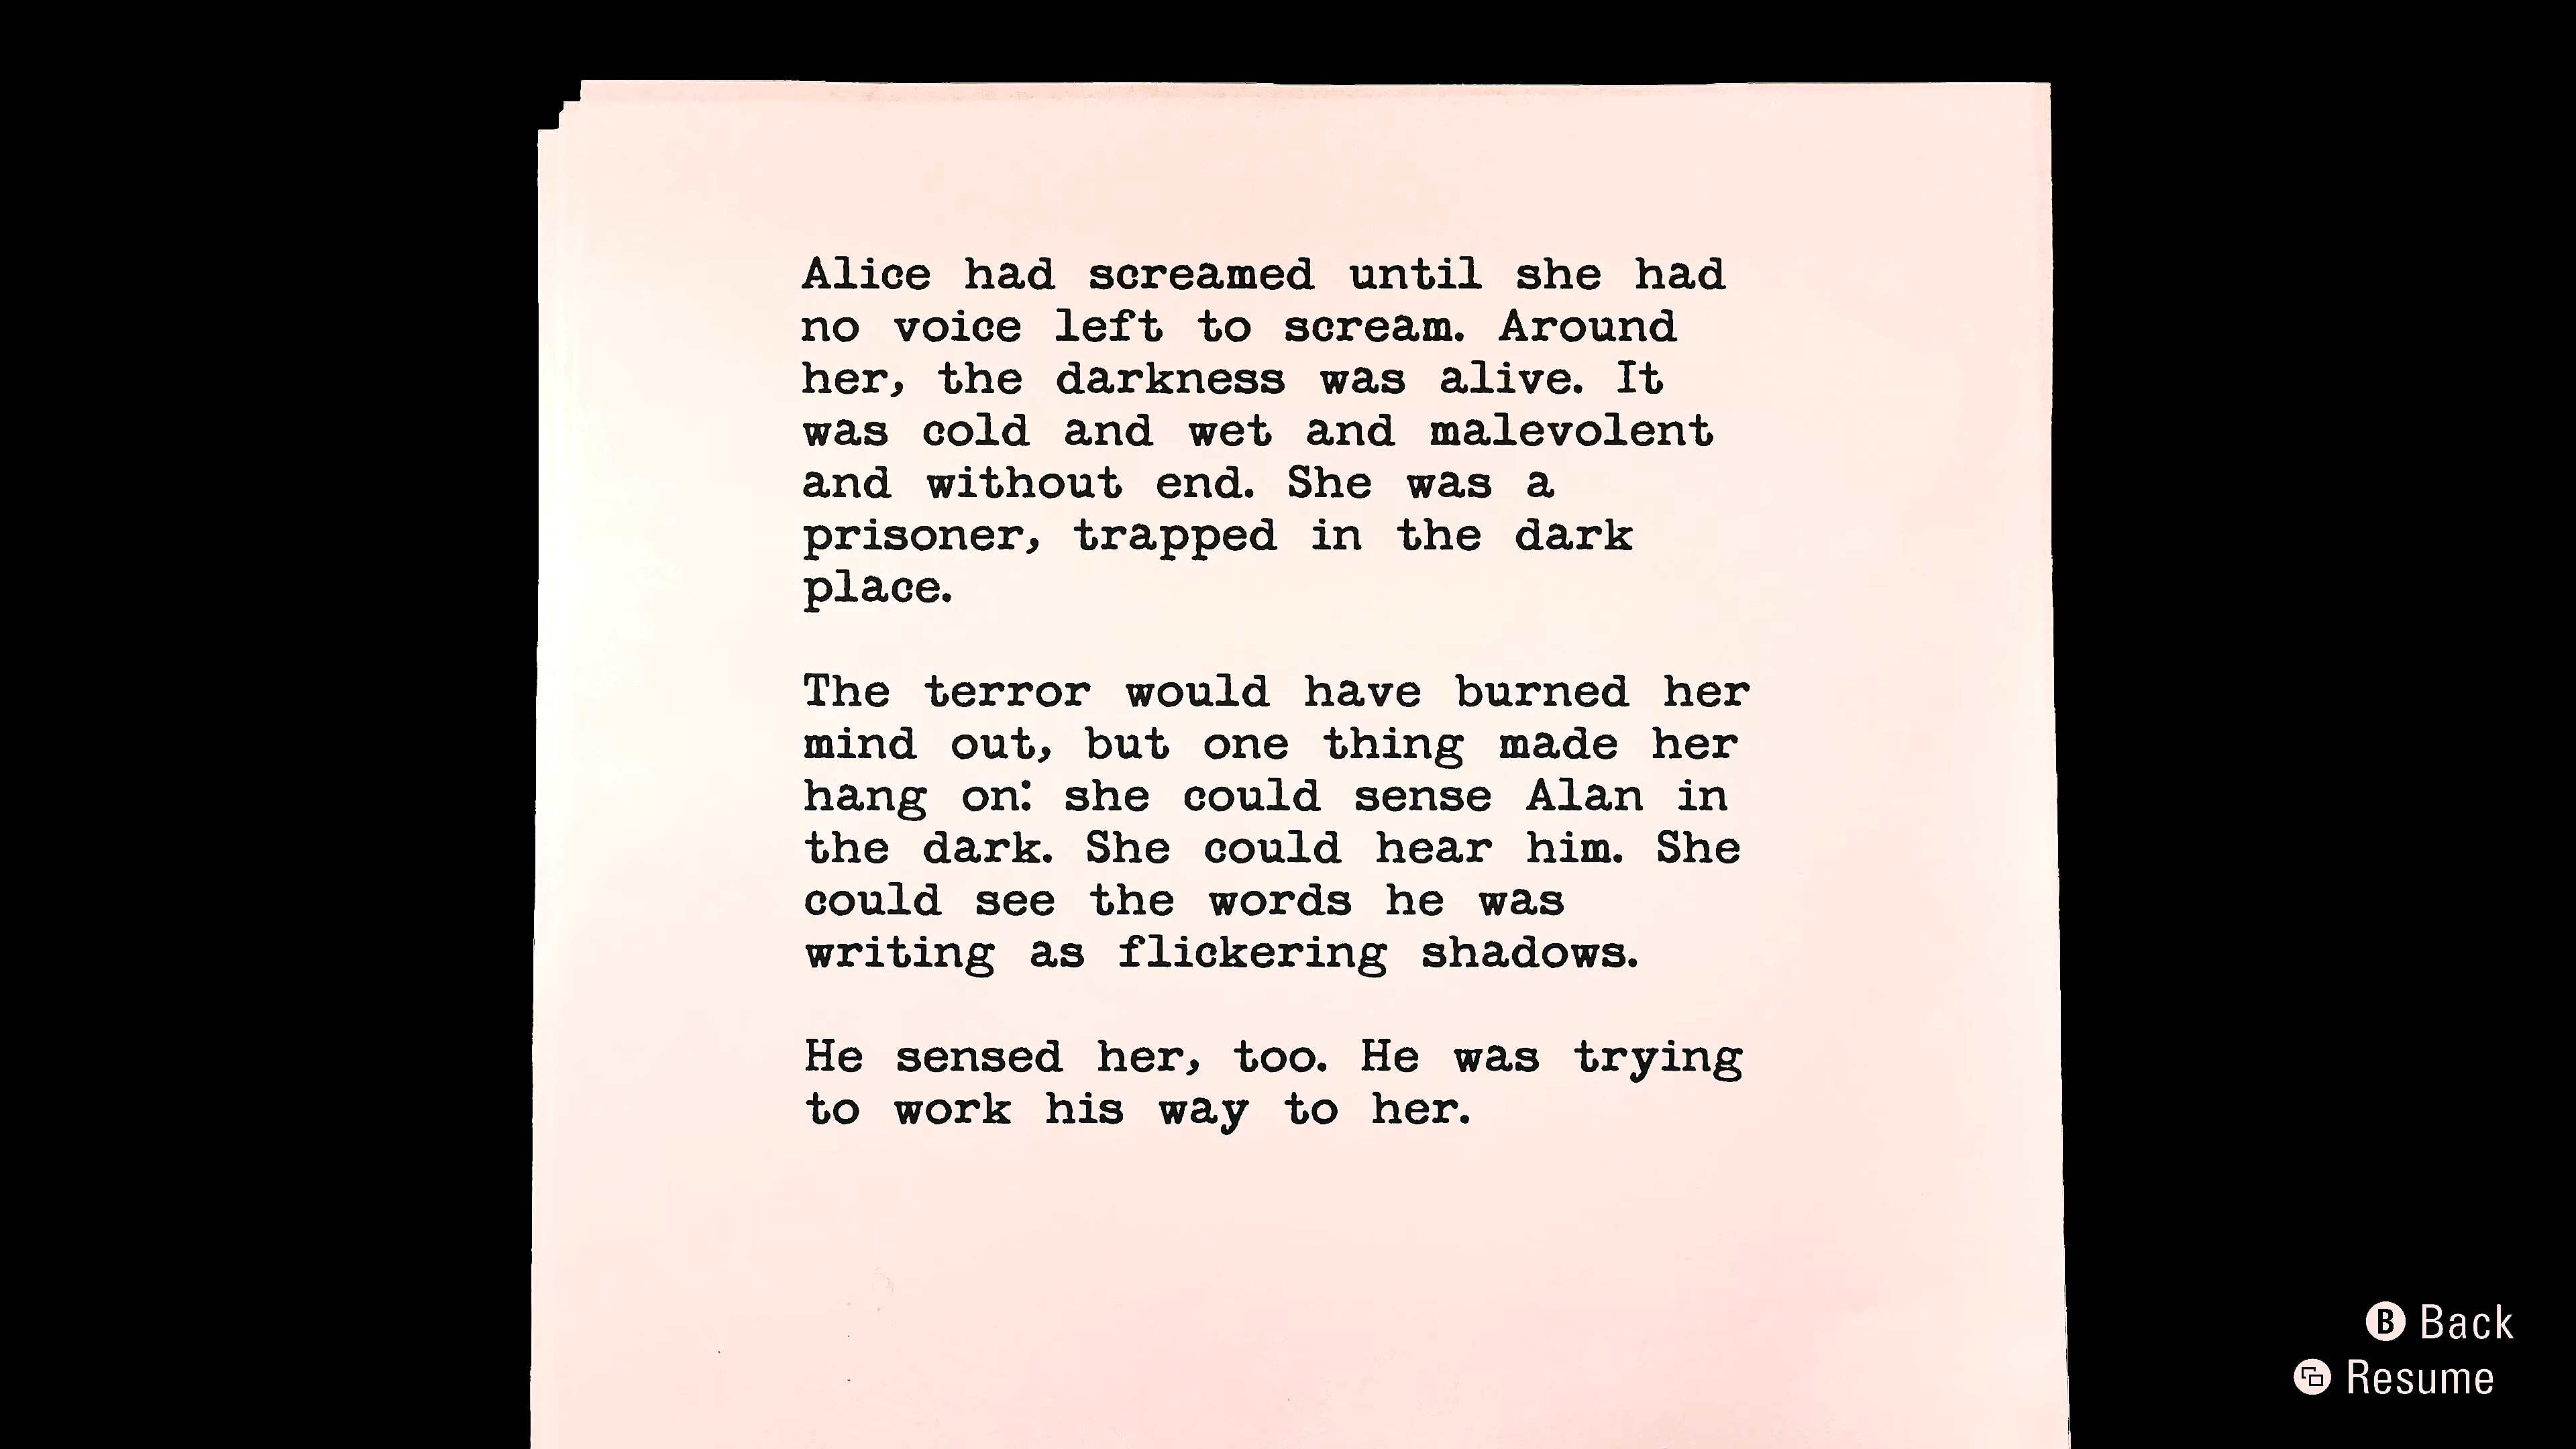 Alice had screamed until she had
no voice left to scream. Around
her, the darkness was alive. It
was cold and wet and malevolent
and without end. She was a
prisoner, trapped in the dark
place.
The terror would have burned her
mind out, but one thing made her
hang on: she could sense Alan in
the dark. She could hear him. She
could see the words he was
writing as flickering shadows.
He sensed her, too. He was trying
to work his way to her.
B Back
Resume